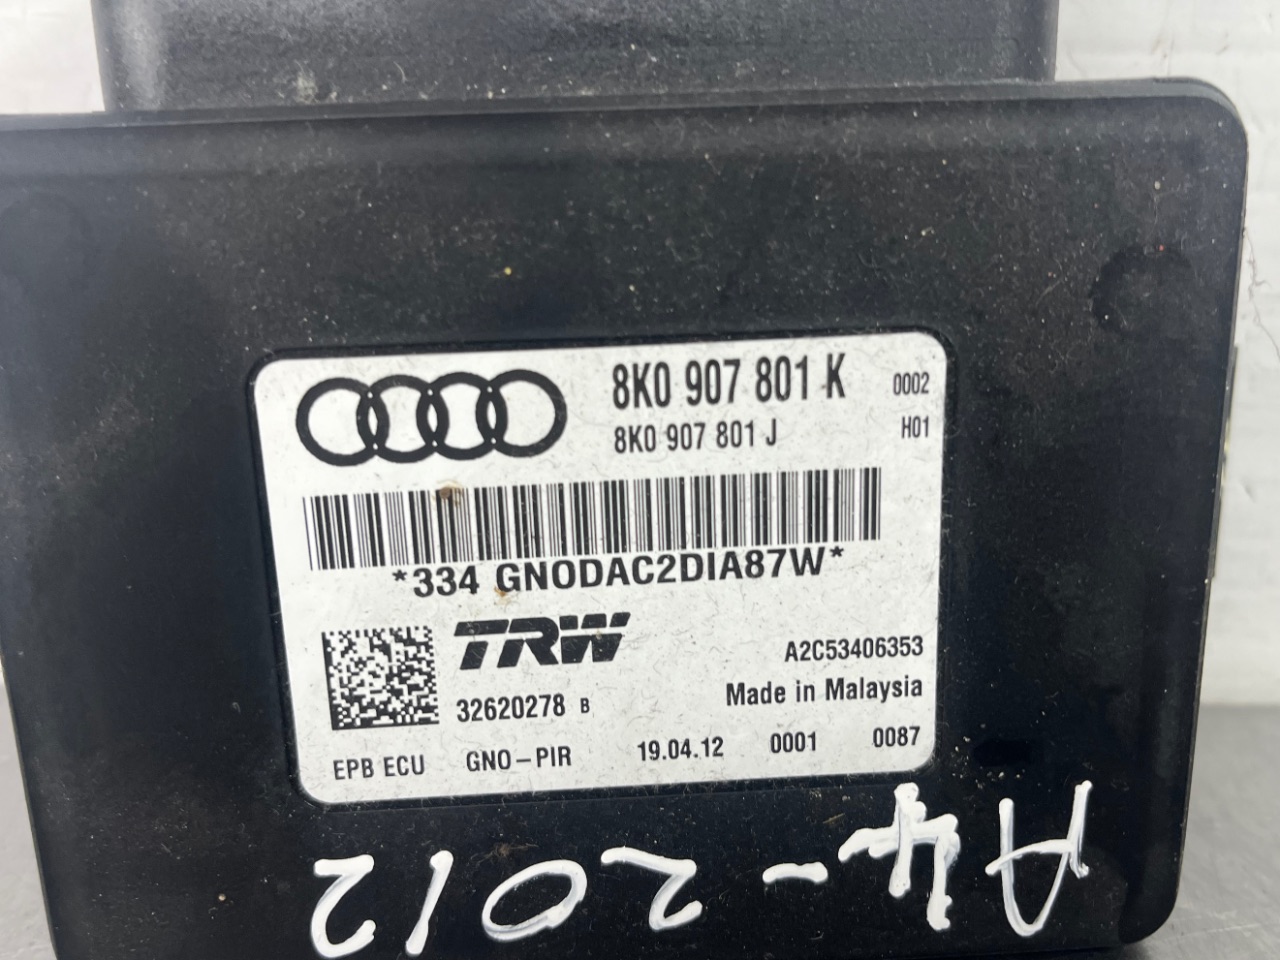 8K0 907 801 K 0002
8K0 907 801 J H01
*334 GNODAC2DIA87W*
TRW
A2C53406353
32620278 B
Made in Malaysia
EPB ECU GNO-PIR 19.04.12 0001 0087
A4 - 2012